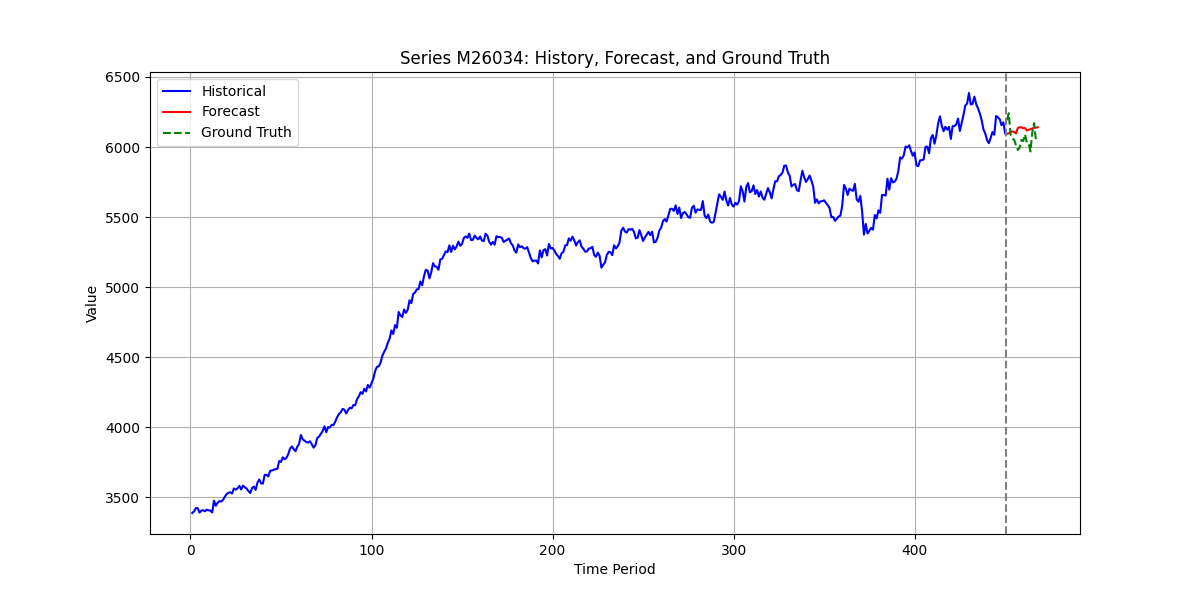 Series M26034: History, Forecast, and Ground Truth
6500
6000
5500
5000
4500
4000
3500
Value
Historical
Forecast
Ground Truth
0
100
200
300
400
Time Period